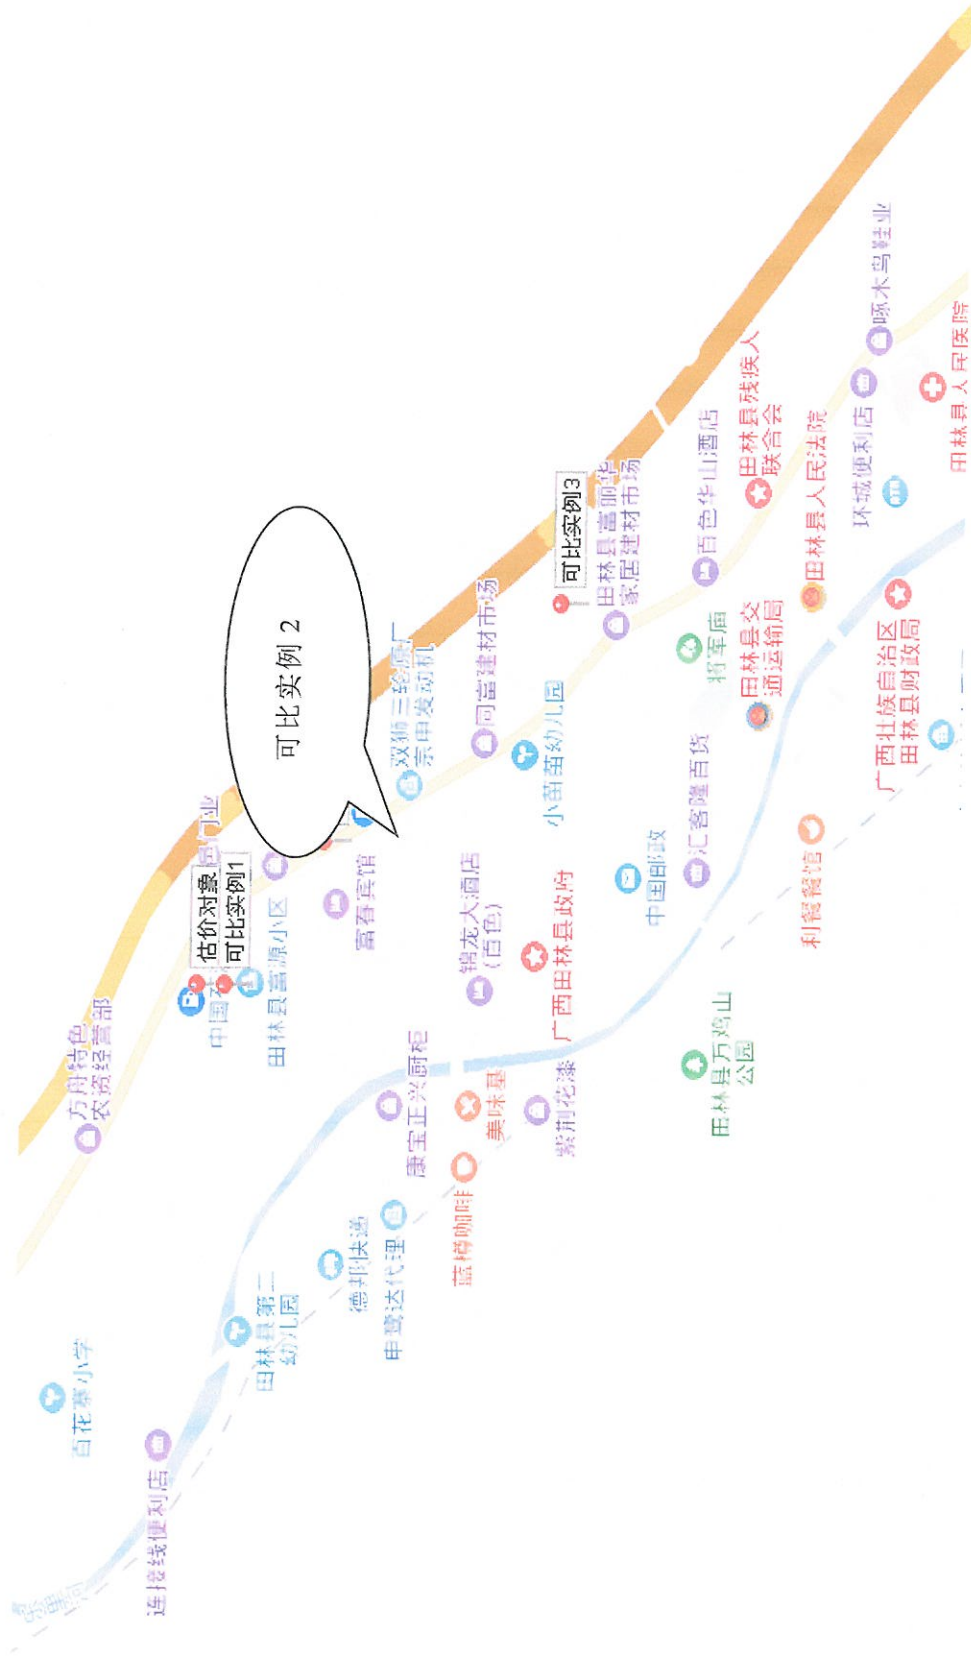 百花寨小学
方舟特色
农资经营部
连接线便利店
估价对象
可比实例1
中国石
门业
田林县第二
幼儿园
田林县富源小区
可比实例 2
德邦快递
富春宾馆
申通达代理
双狮三轮原厂
宗申发动机
康宝正兴厨柜
蓝樽咖啡
锦龙大酒店
(百色)
同富建材市场
美味基
小苗苗幼儿园
紫荆花漆
广西田林县政府
可比实例3
田林县富丽华
家居建材市场
中国邮政
汇客隆百货
百色华山酒店
将军庙
田林县万鸡山
公园
田林县残疾人
联合会
田林县交
通运输局
利餐餐馆
田林县人民法院
环城便利店
啄木鸟鞋业
广西壮族自治区
田林县财政局
田林县人民医院